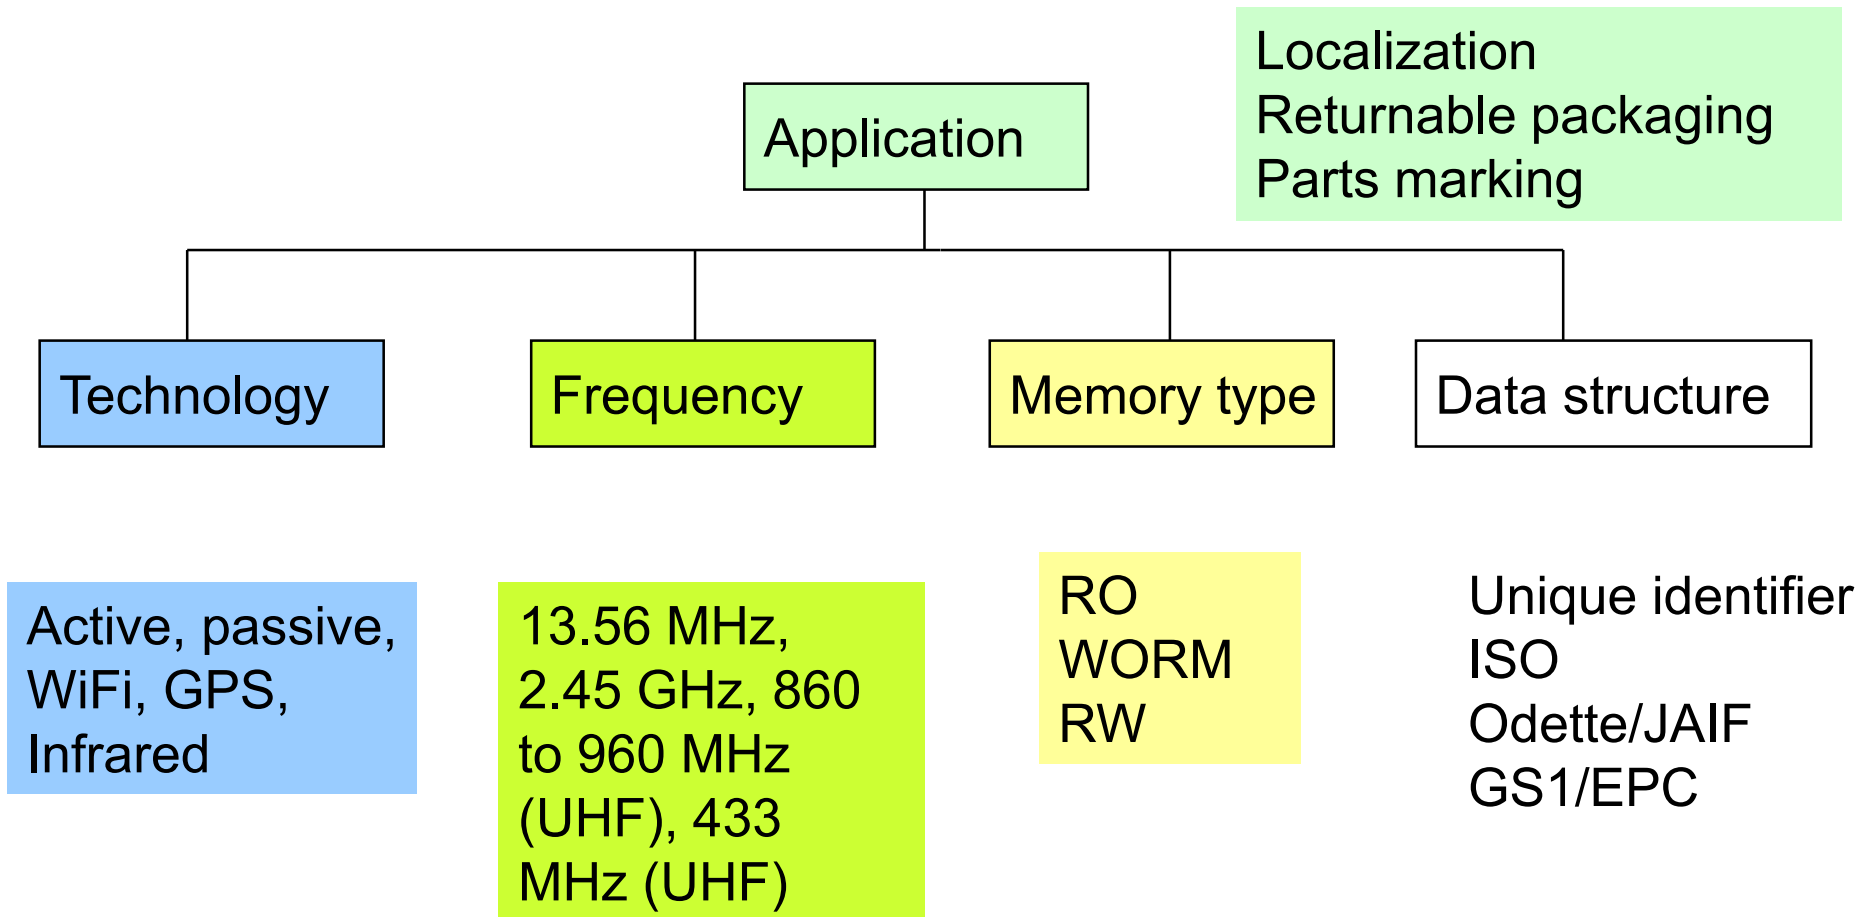 Localization
Returnable packaging
Parts marking
Application
Technology
Frequency
Memory type
Data structure
Active, passive,
WiFi, GPS,
Infrared
13.56 MHz,
2.45 GHz, 860
to 960 MHz
(UHF), 433
MHz (UHF)
RO
WORM
RW
Unique identifier
ISO
Odette/JAIF
GS1/EPC